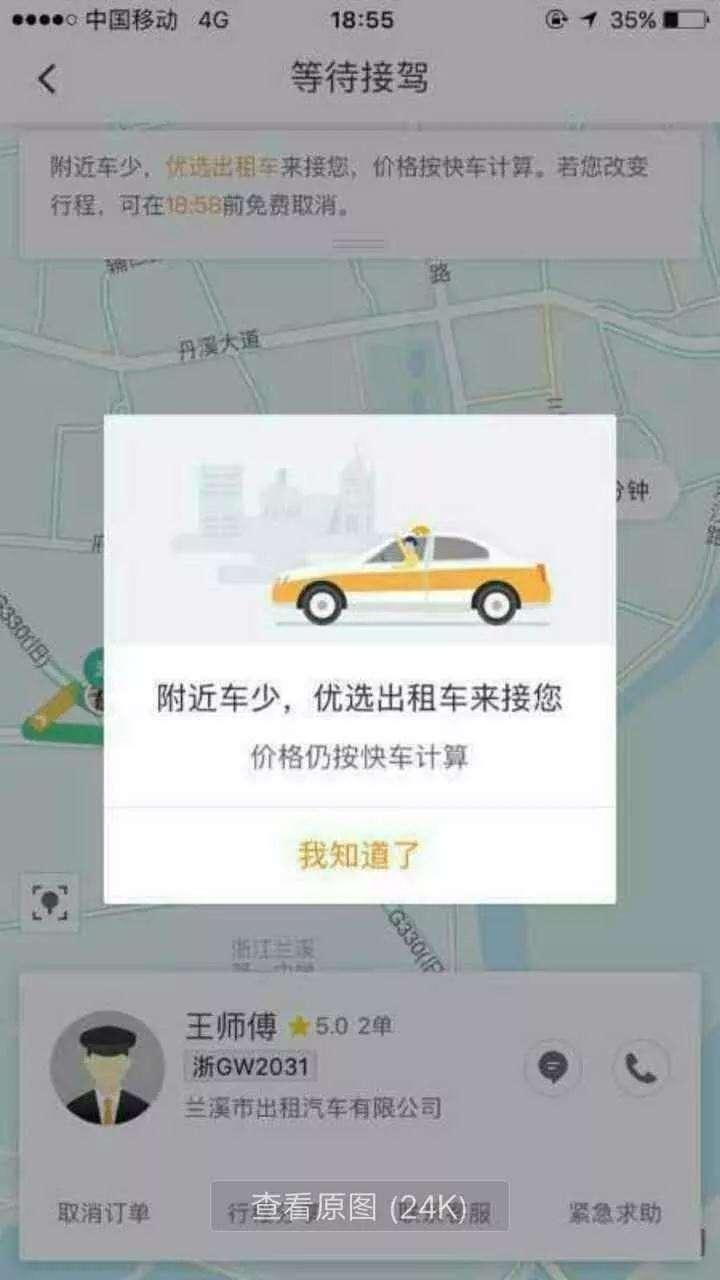 中国移动 4G 18:55 35%
等待接驾
附近车少，优选出租车来接您，价格按快车计算。若您改变
行程，可在18:58前免费取消。
路
丹溪大道
三
分钟
府
G330(旧)
附近车少，优选出租车来接您
价格仍按快车计算
我知道了
浙江兰溪
G330(旧
王师傅 5.0 2单
浙GW2031
兰溪市出租汽车有限公司
取消订单 紧急求助
查看原图 (24K)